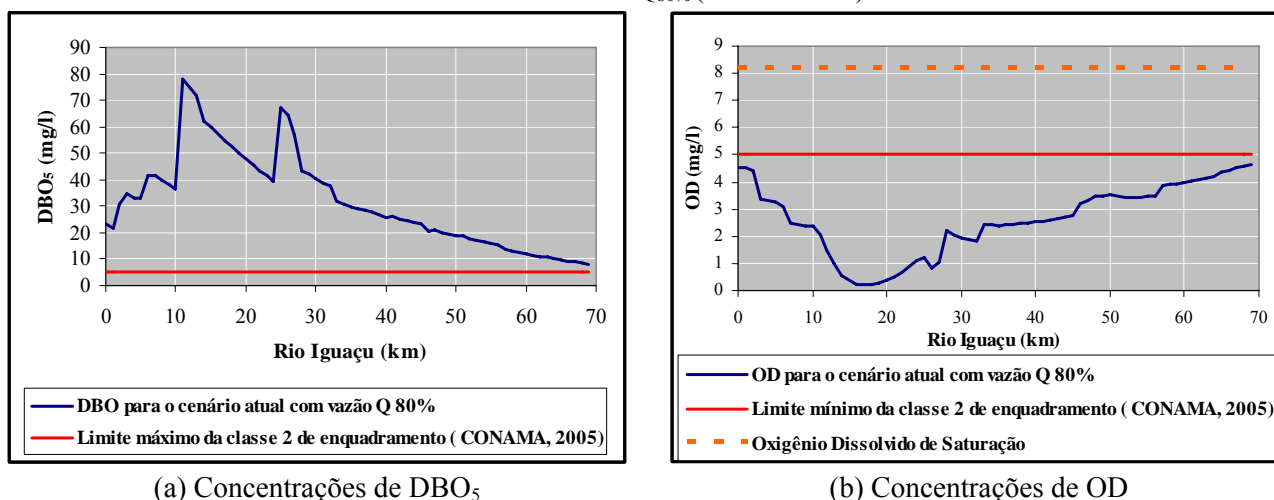 90
80
70
60
50
40
30
20
10
0
DBO₅ (mg/l)
0 10 20 30 40 50 60 70
Rio Iguaçu (km)
DBO para o cenário atual com vazão Q 80%
Limite máximo da classe 2 de enquadramento ( CONAMA, 2005)
(a) Concentrações de DBO₅
9
8
7
6
5
4
3
2
1
0
OD (mg/l)
0 10 20 30 40 50 60 70
Rio Iguaçu (km)
OD para o cenário atual com vazão Q 80%
Limite mínimo da classe 2 de enquadramento ( CONAMA, 2005)
Oxigênio Dissolvido de Saturação
(b) Concentrações de OD